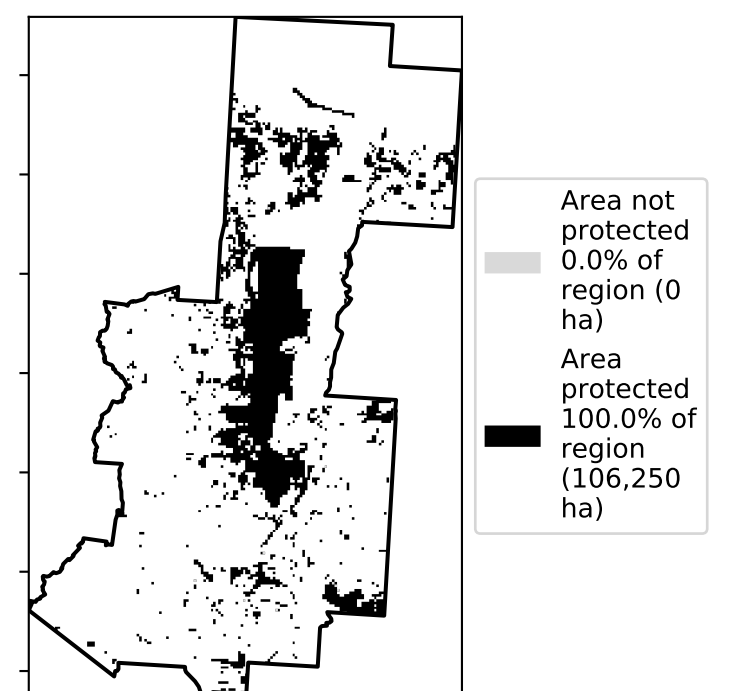 Area not
protected
0.0% of
region (0
ha)
Area
protected
100.0% of
region
(106,250
ha)